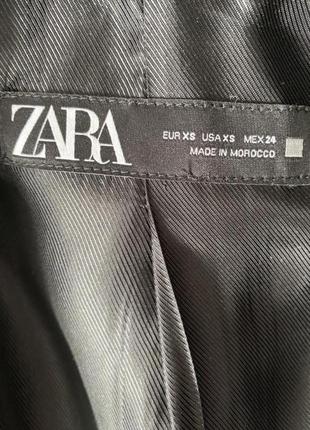 ZARA
EUR XS USA XS MEX 24
MADE IN MOROCCO